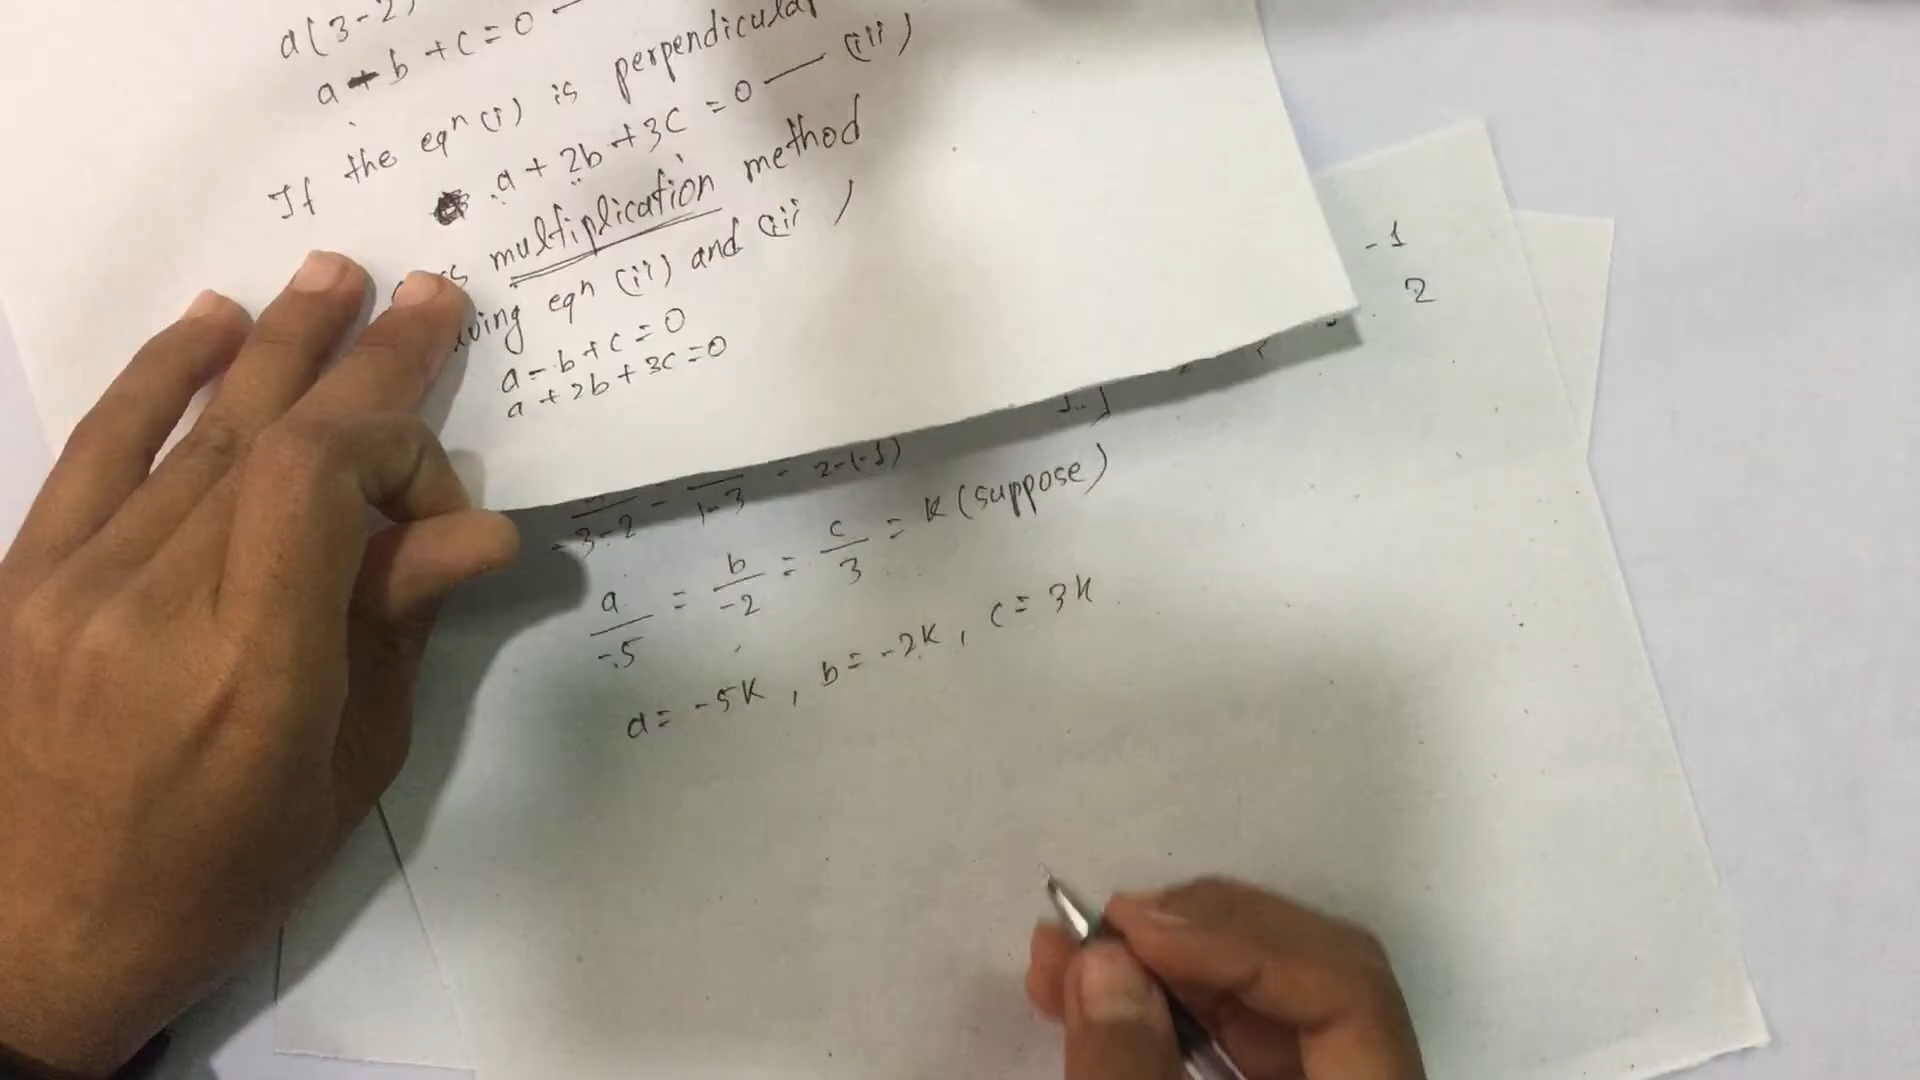 a(3-2)
a - b + c = 0 —
If the eqn (i) is perpendicular
a + 2b + 3c = 0 — (iii)
multiplication method
eqn (ii) and (iii)
a - b + c = 0
a + 2b + 3c = 0
-1
2
-3-2 = 1-3 = 2-(-1)
a/-5 = b/-2 = c/3 = K (suppose)
a = -5K, b = -2K, c = 3K